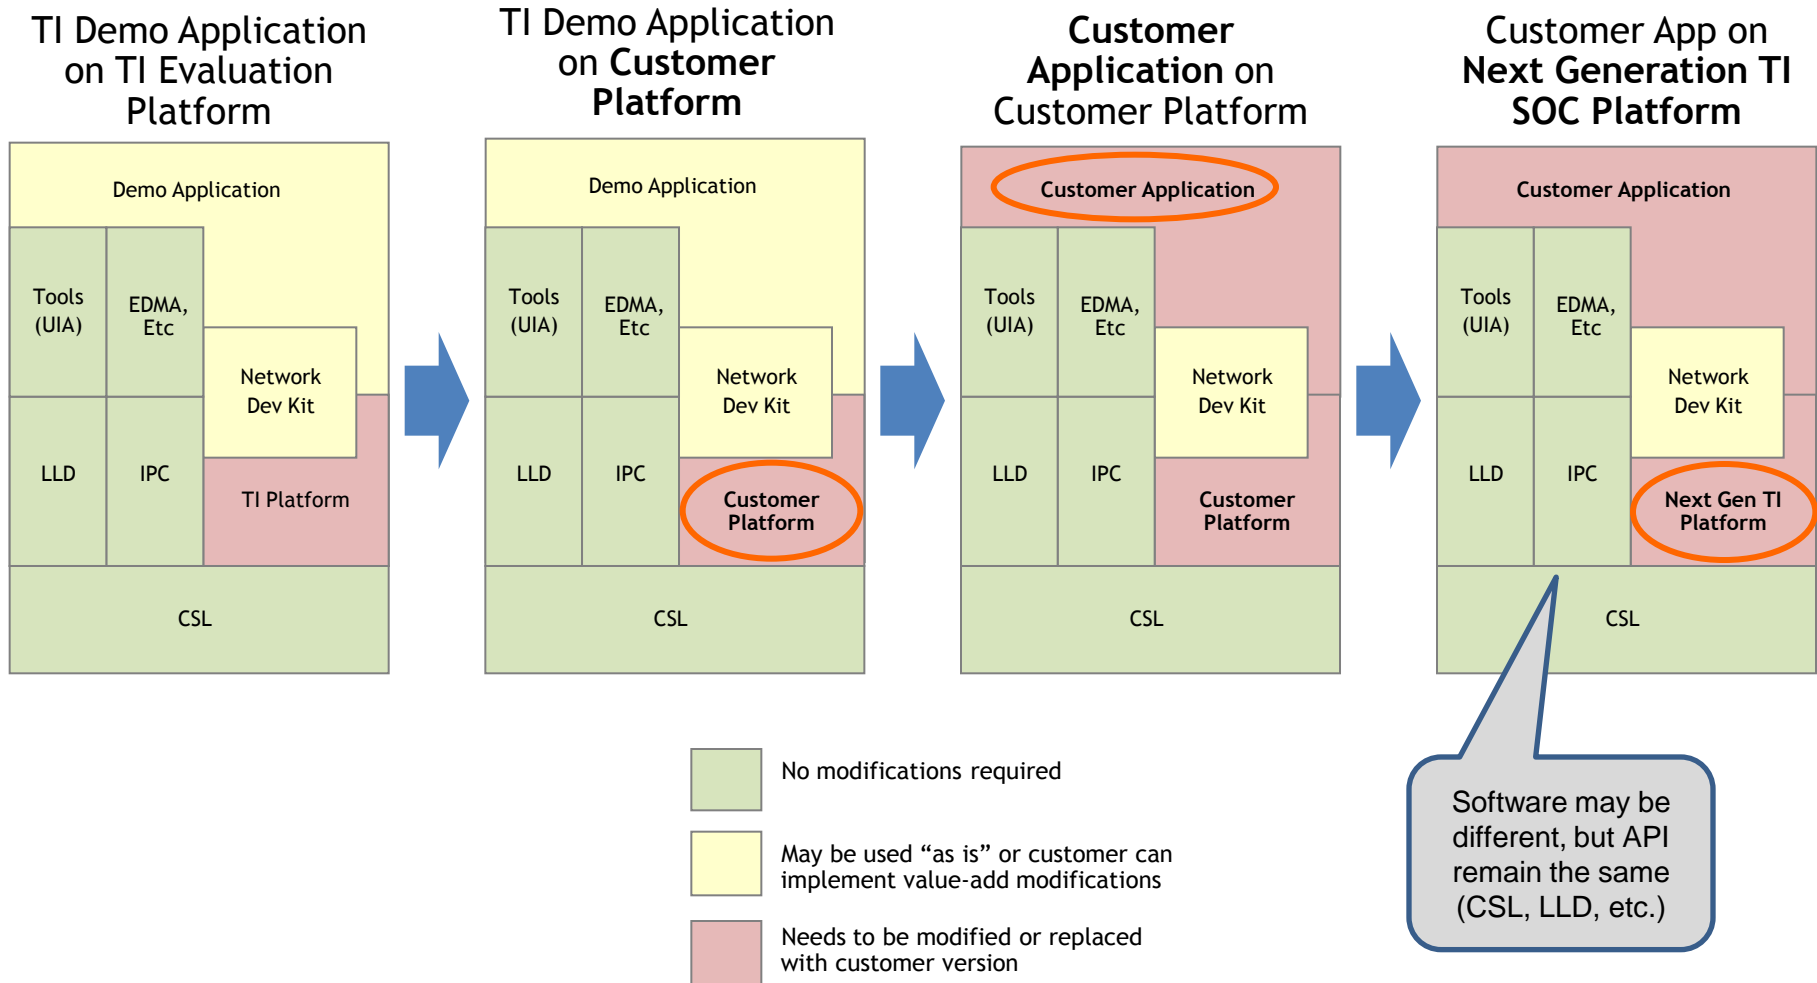 TI Demo Application
on TI Evaluation
Platform
TI Demo Application
on Customer
Platform
Customer
Application on
Customer Platform
Customer App on
Next Generation TI
SOC Platform
Demo Application
Tools
(UIA)
EDMA,
Etc
Network
Dev Kit
LLD
IPC
TI Platform
CSL
Demo Application
Tools
(UIA)
EDMA,
Etc
Network
Dev Kit
LLD
IPC
Customer
Platform
CSL
Customer Application
Tools
(UIA)
EDMA,
Etc
Network
Dev Kit
LLD
IPC
Customer
Platform
CSL
Customer Application
Tools
(UIA)
EDMA,
Etc
Network
Dev Kit
LLD
IPC
Next Gen TI
Platform
CSL
No modifications required
May be used “as is” or customer can
implement value-add modifications
Needs to be modified or replaced
with customer version
Software may be
different, but API
remain the same
(CSL, LLD, etc.)